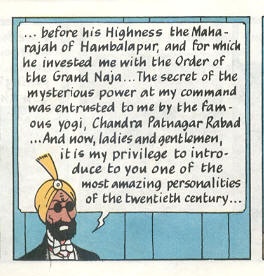 ... before his Highness the Maha-
rajah of Hambalapur, and for which
he invested me with the Order of
the Grand Naja...The secret of the
mysterious power at my command
was entrusted to me by the fam-
ous yogi, Chandra Patnagar Rabad
...And now, ladies and gentlemen,
it is my privilege to intro-
duce to you one of the
most amazing personalities
of the twentieth century...